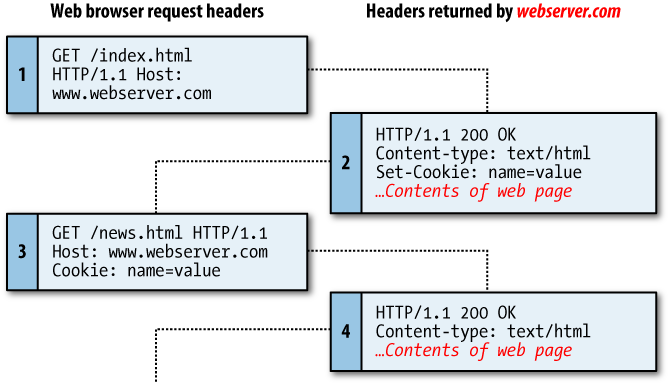 Web browser request headers
Headers returned by webserver.com
1
GET /index.html
HTTP/1.1 Host:
www.webserver.com
2
HTTP/1.1 200 OK
Content-type: text/html
Set-Cookie: name=value
…Contents of web page
3
GET /news.html HTTP/1.1
Host: www.webserver.com
Cookie: name=value
4
HTTP/1.1 200 OK
Content-type: text/html
…Contents of web page